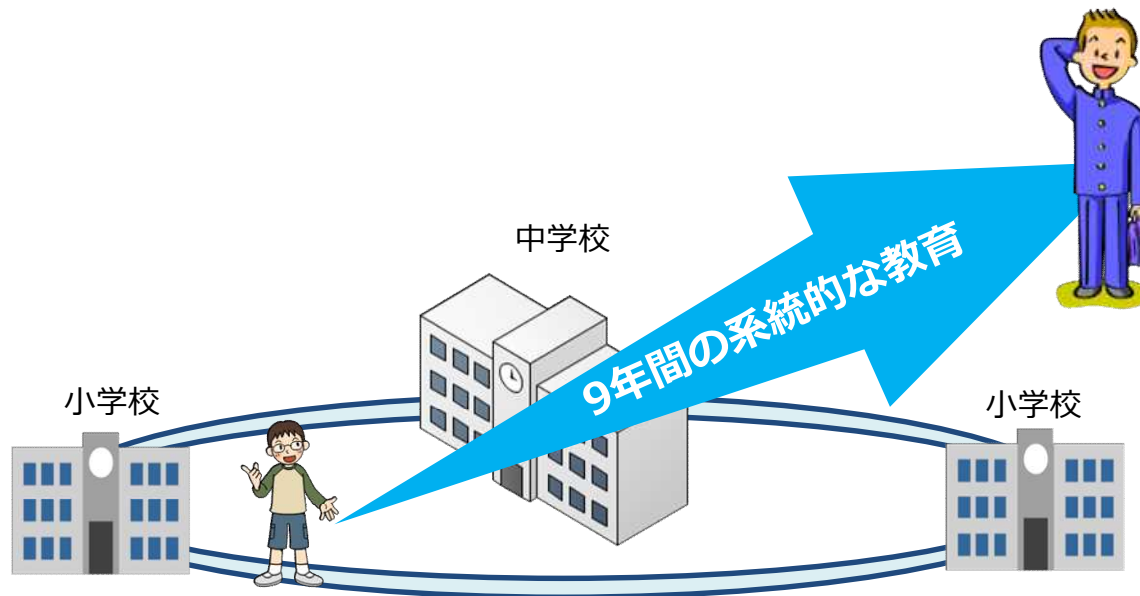 中学校
9年間の系統的な教育
小学校
小学校